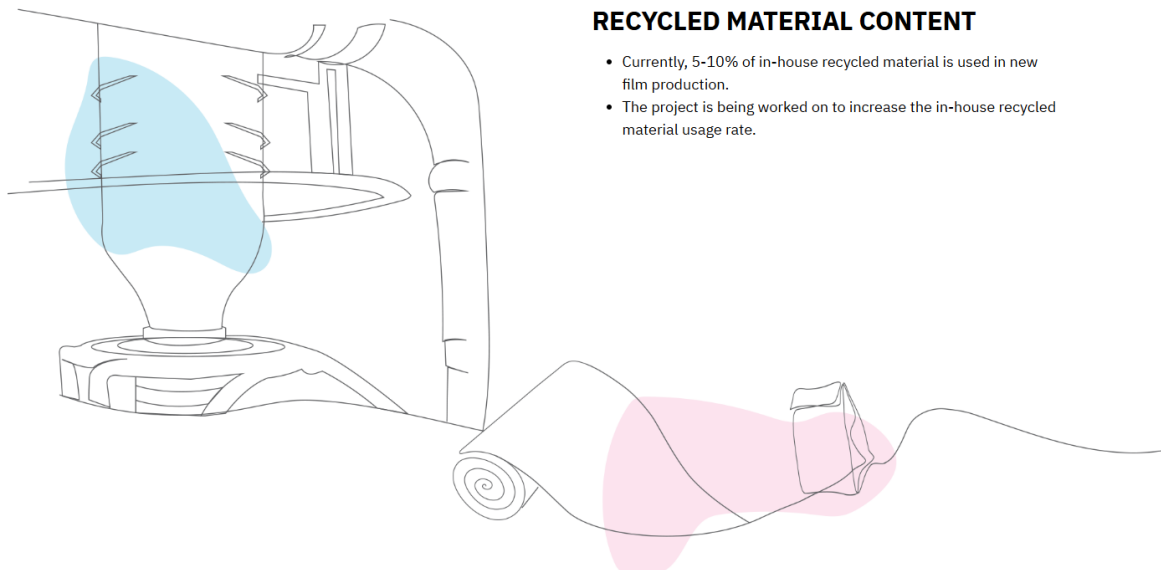 RECYCLED MATERIAL CONTENT
• Currently, 5-10% of in-house recycled material is used in new
film production.
• The project is being worked on to increase the in-house recycled
material usage rate.